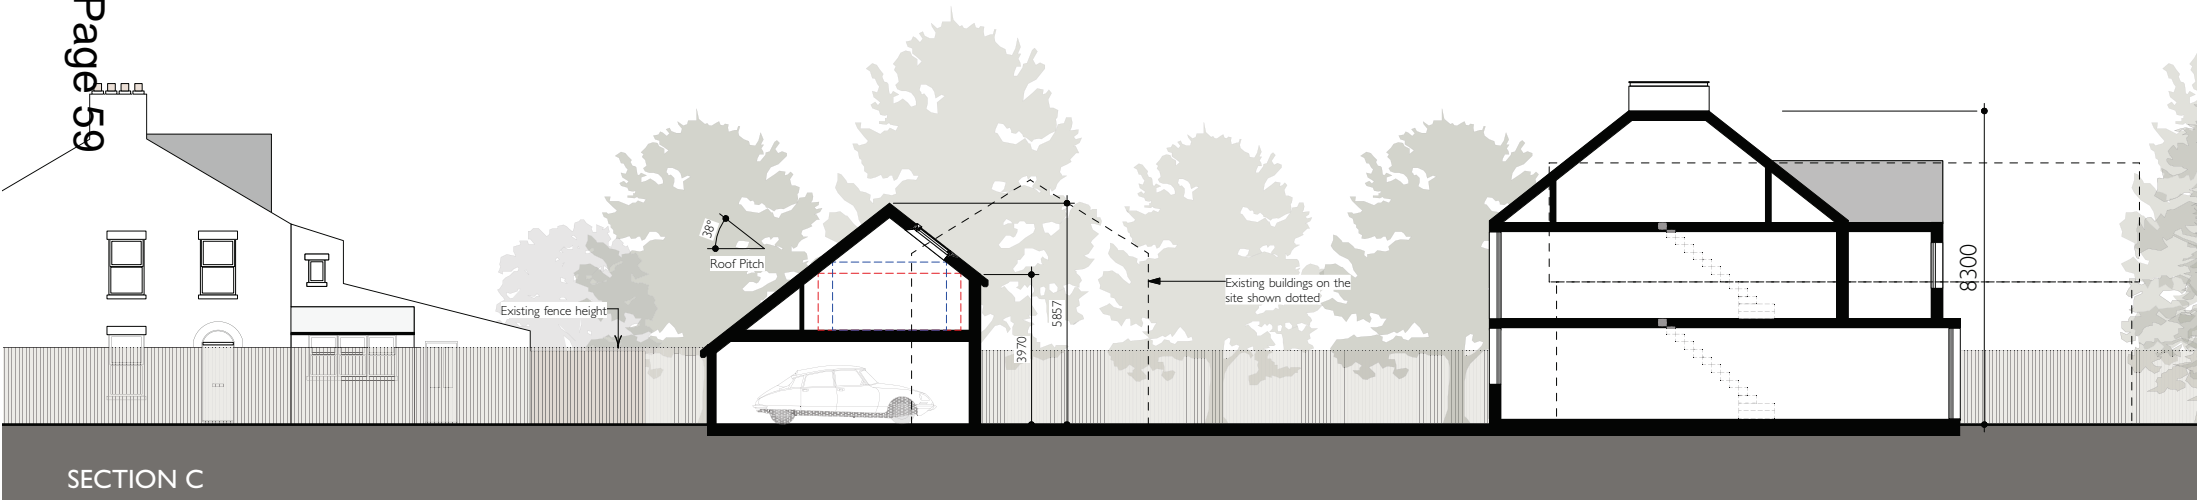 Page 59
38°
Roof Pitch
Existing fence height
3970
5857
Existing buildings on the
site shown dotted
8300
SECTION C